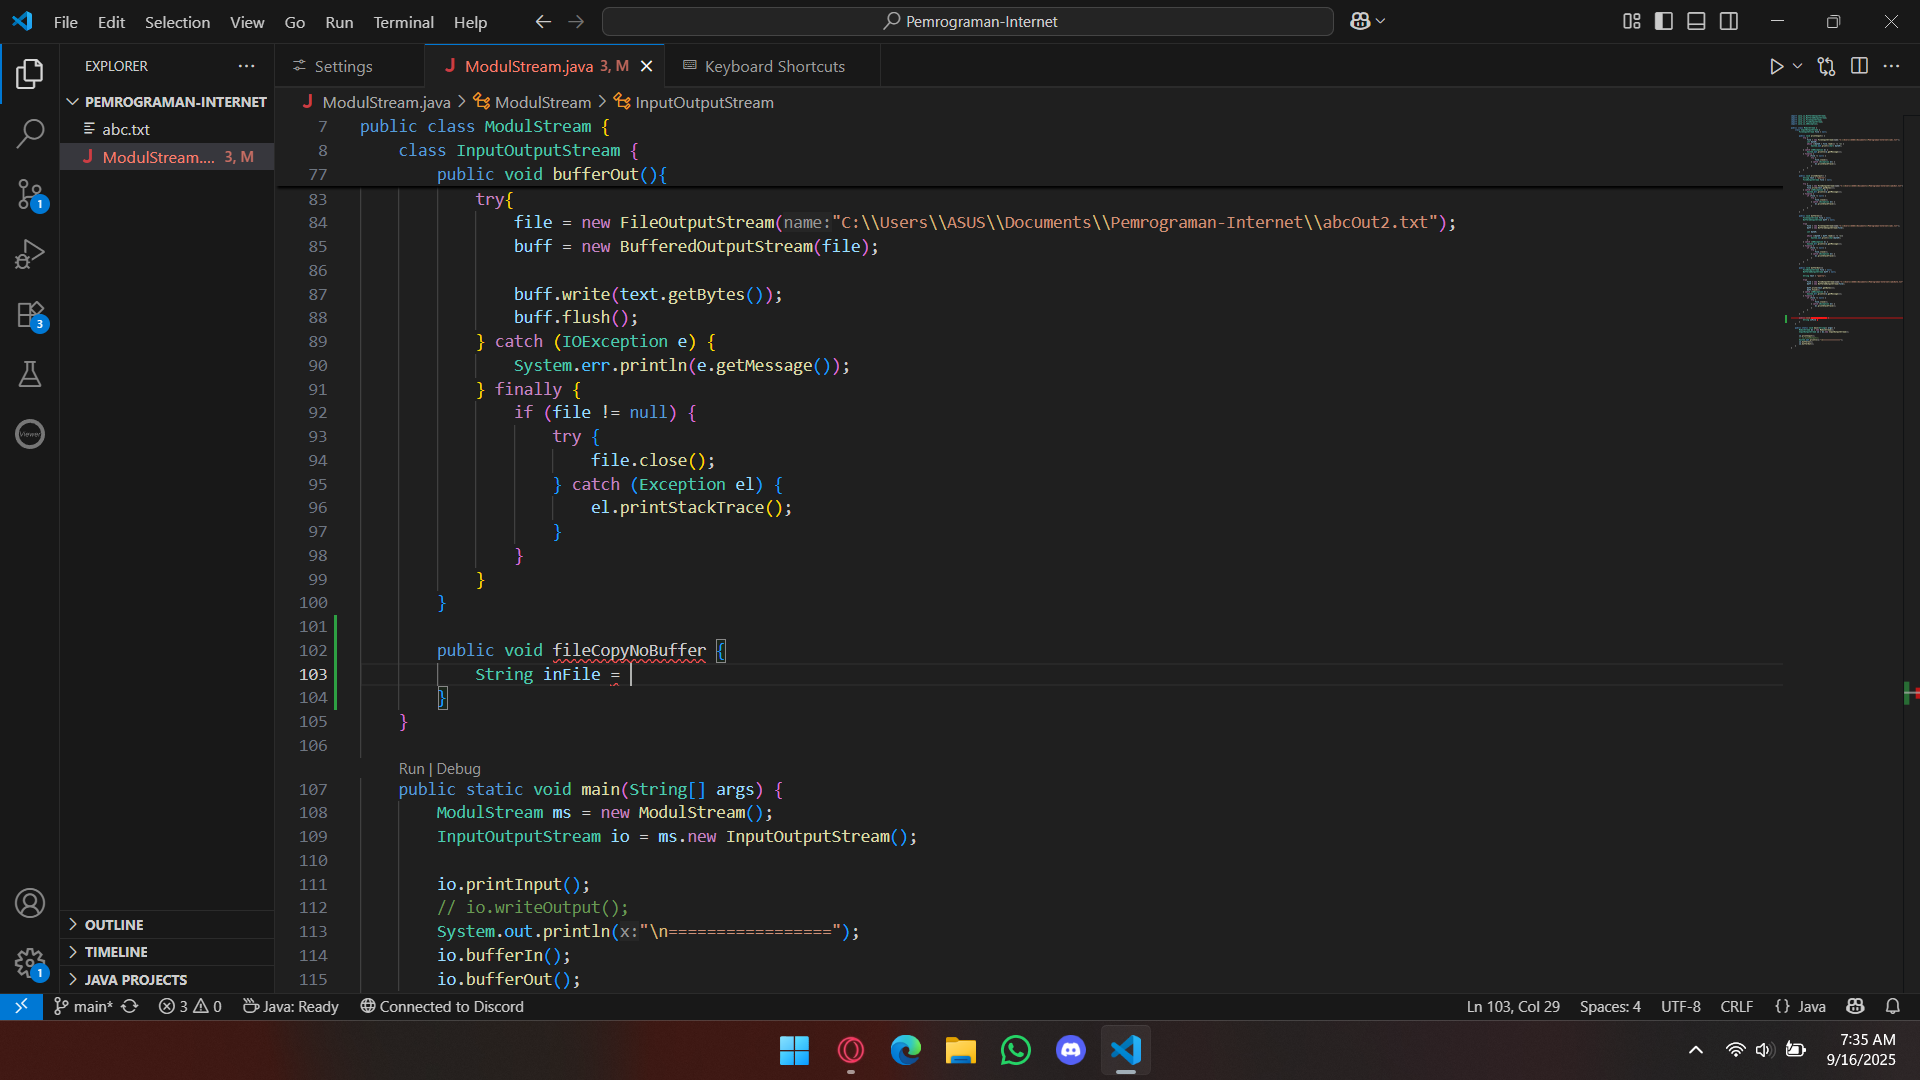 File Edit Selection View Go Run Terminal Help
Pemrograman-Internet
EXPLORER
Settings
ModulStream.java 3, M
Keyboard Shortcuts
PEMROGRAMAN-INTERNET
abc.txt
ModulStream.... 3, M
ModulStream.java > ModulStream > InputOutputStream
7 public class ModulStream {
8 class InputOutputStream {
77 public void bufferOut(){
83 try{
84 file = new FileOutputStream(name:"C:\\Users\\ASUS\\Documents\\Pemrograman-Internet\\abcOut2.txt");
85 buff = new BufferedOutputStream(file);
86
87 buff.write(text.getBytes());
88 buff.flush();
89 } catch (IOException e) {
90 System.err.println(e.getMessage());
91 } finally {
92 if (file != null) {
93 try {
94 file.close();
95 } catch (Exception el) {
96 el.printStackTrace();
97 }
98 }
99 }
100 }
101
102 public void fileCopyNoBuffer {
103 String inFile =
104 }
105 }
106
Run | Debug
107 public static void main(String[] args) {
108 ModulStream ms = new ModulStream();
109 InputOutputStream io = ms.new InputOutputStream();
110
111 io.printInput();
112 // io.writeOutput();
113 System.out.println(x:"\n=================");
114 io.bufferIn();
115 io.bufferOut();
1
3
Viewer
1
OUTLINE
TIMELINE
JAVA PROJECTS
main* 3 0 Java: Ready Connected to Discord
Ln 103, Col 29 Spaces: 4 UTF-8 CRLF {} Java
7:35 AM
9/16/2025